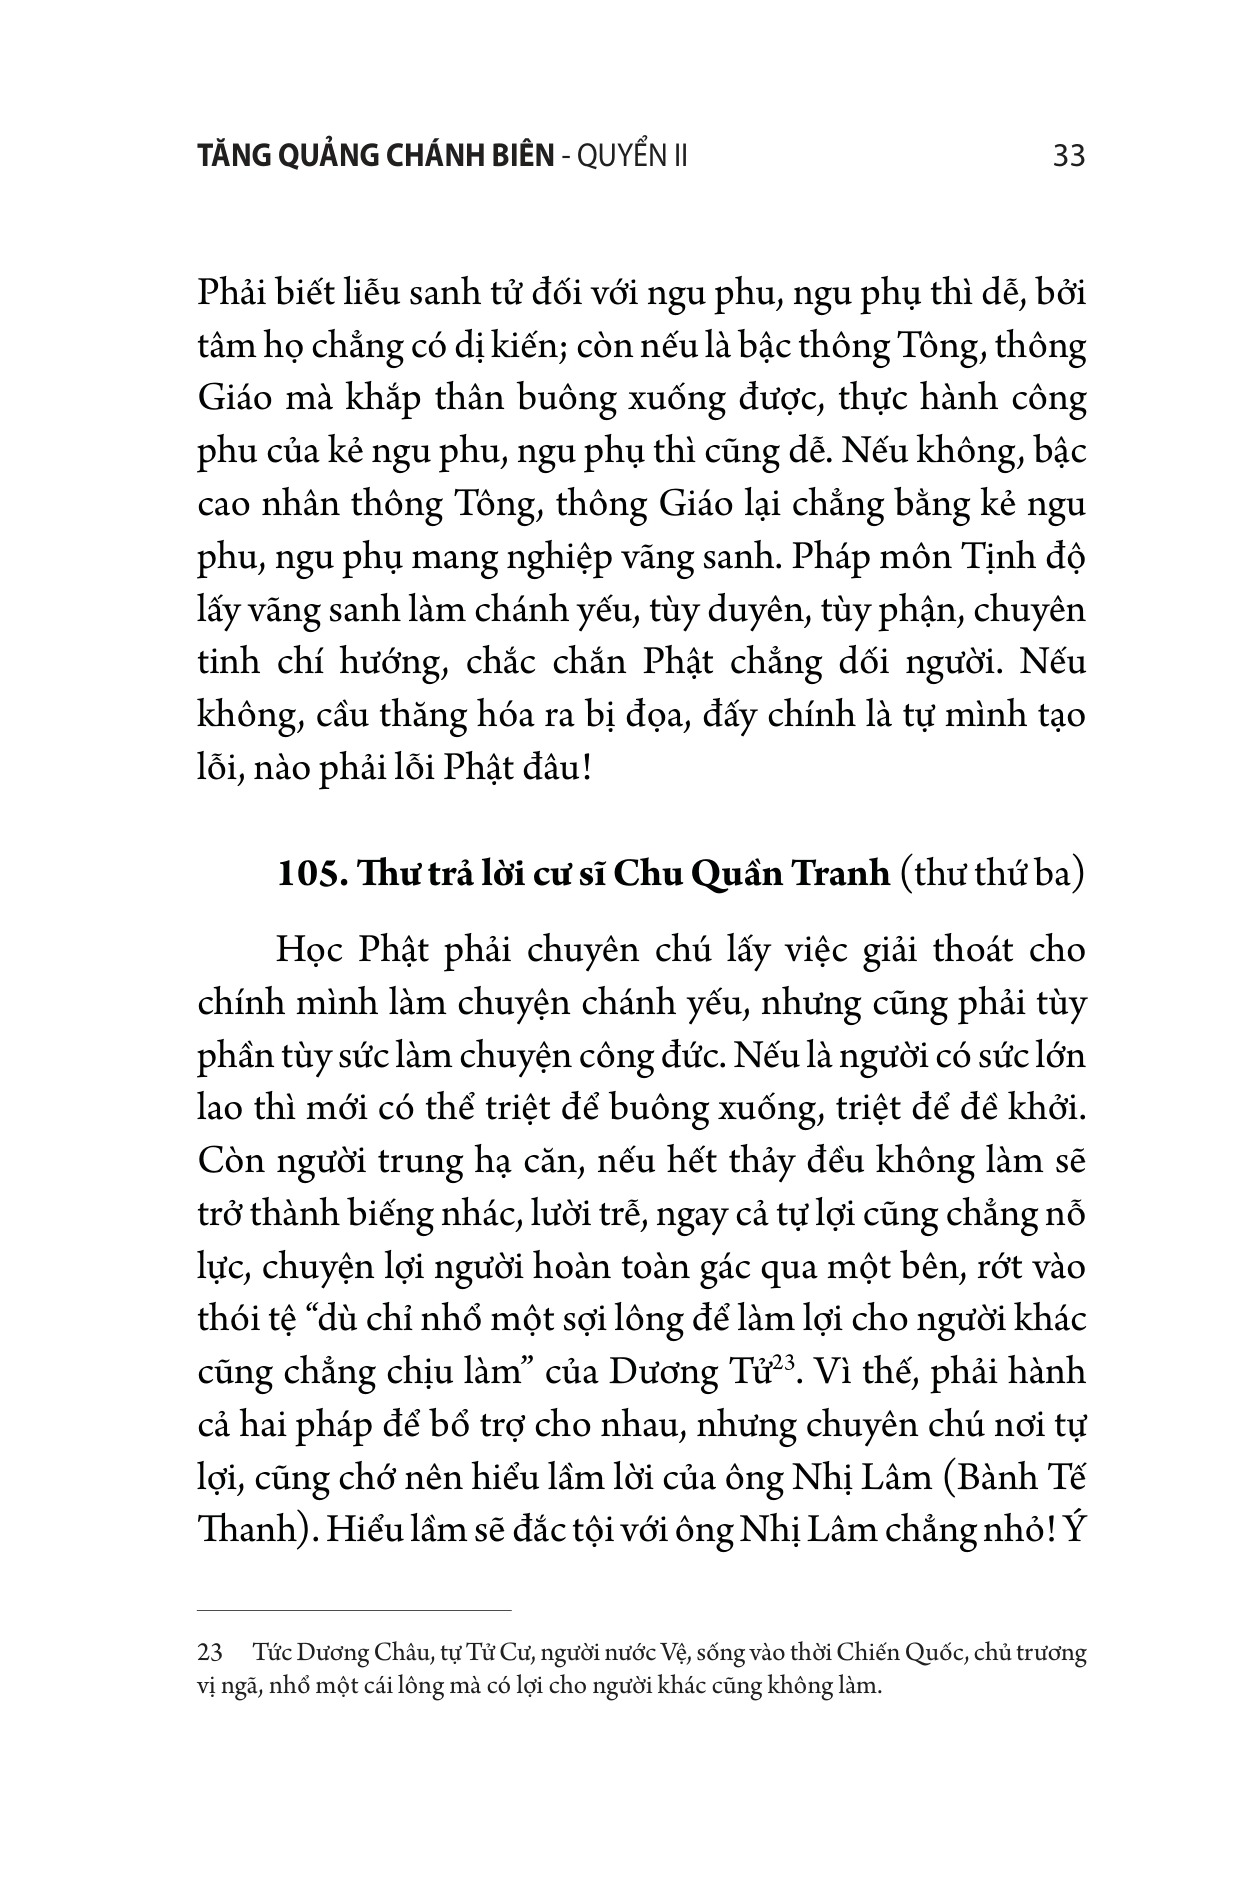 TĂNG QUẢNG CHÁNH BIÊN - QUYỂN II 33
Phải biết liễu sanh tử đối với ngu phu, ngu phụ thì dễ, bởi
tâm họ chẳng có dị kiến; còn nếu là bậc thông Tông, thông
Giáo mà khắp thân buông xuống được, thực hành công
phu của kẻ ngu phu, ngu phụ thì cũng dễ. Nếu không, bậc
cao nhân thông Tông, thông Giáo lại chẳng bằng kẻ ngu
phu, ngu phụ mang nghiệp vãng sanh. Pháp môn Tịnh độ
lấy vãng sanh làm chánh yếu, tùy duyên, tùy phận, chuyên
tinh chí hướng, chắc chắn Phật chẳng dối người. Nếu
không, cầu thăng hóa ra bị đọa, đấy chính là tự mình tạo
lỗi, nào phải lỗi Phật đâu!
105. Thư trả lời cư sĩ Chu Quần Tranh (thư thứ ba)
Học Phật phải chuyên chú lấy việc giải thoát cho
chính mình làm chuyện chánh yếu, nhưng cũng phải tùy
phần tùy sức làm chuyện công đức. Nếu là người có sức lớn
lao thì mới có thể triệt để buông xuống, triệt để đề khởi.
Còn người trung hạ căn, nếu hết thảy đều không làm sẽ
trở thành biếng nhác, lười trễ, ngay cả tự lợi cũng chẳng nỗ
lực, chuyện lợi người hoàn toàn gác qua một bên, rớt vào
thói tệ “dù chỉ nhổ một sợi lông để làm lợi cho người khác
cũng chẳng chịu làm” của Dương Tử23. Vì thế, phải hành
cả hai pháp để bổ trợ cho nhau, nhưng chuyên chú nơi tự
lợi, cũng chớ nên hiểu lầm lời của ông Nhị Lâm (Bành Tế
Thanh). Hiểu lầm sẽ đắc tội với ông Nhị Lâm chẳng nhỏ! Ý
23 Tức Dương Châu, tự Tử Cư, người nước Vệ, sống vào thời Chiến Quốc, chủ trương
vị ngã, nhổ một cái lông mà có lợi cho người khác cũng không làm.